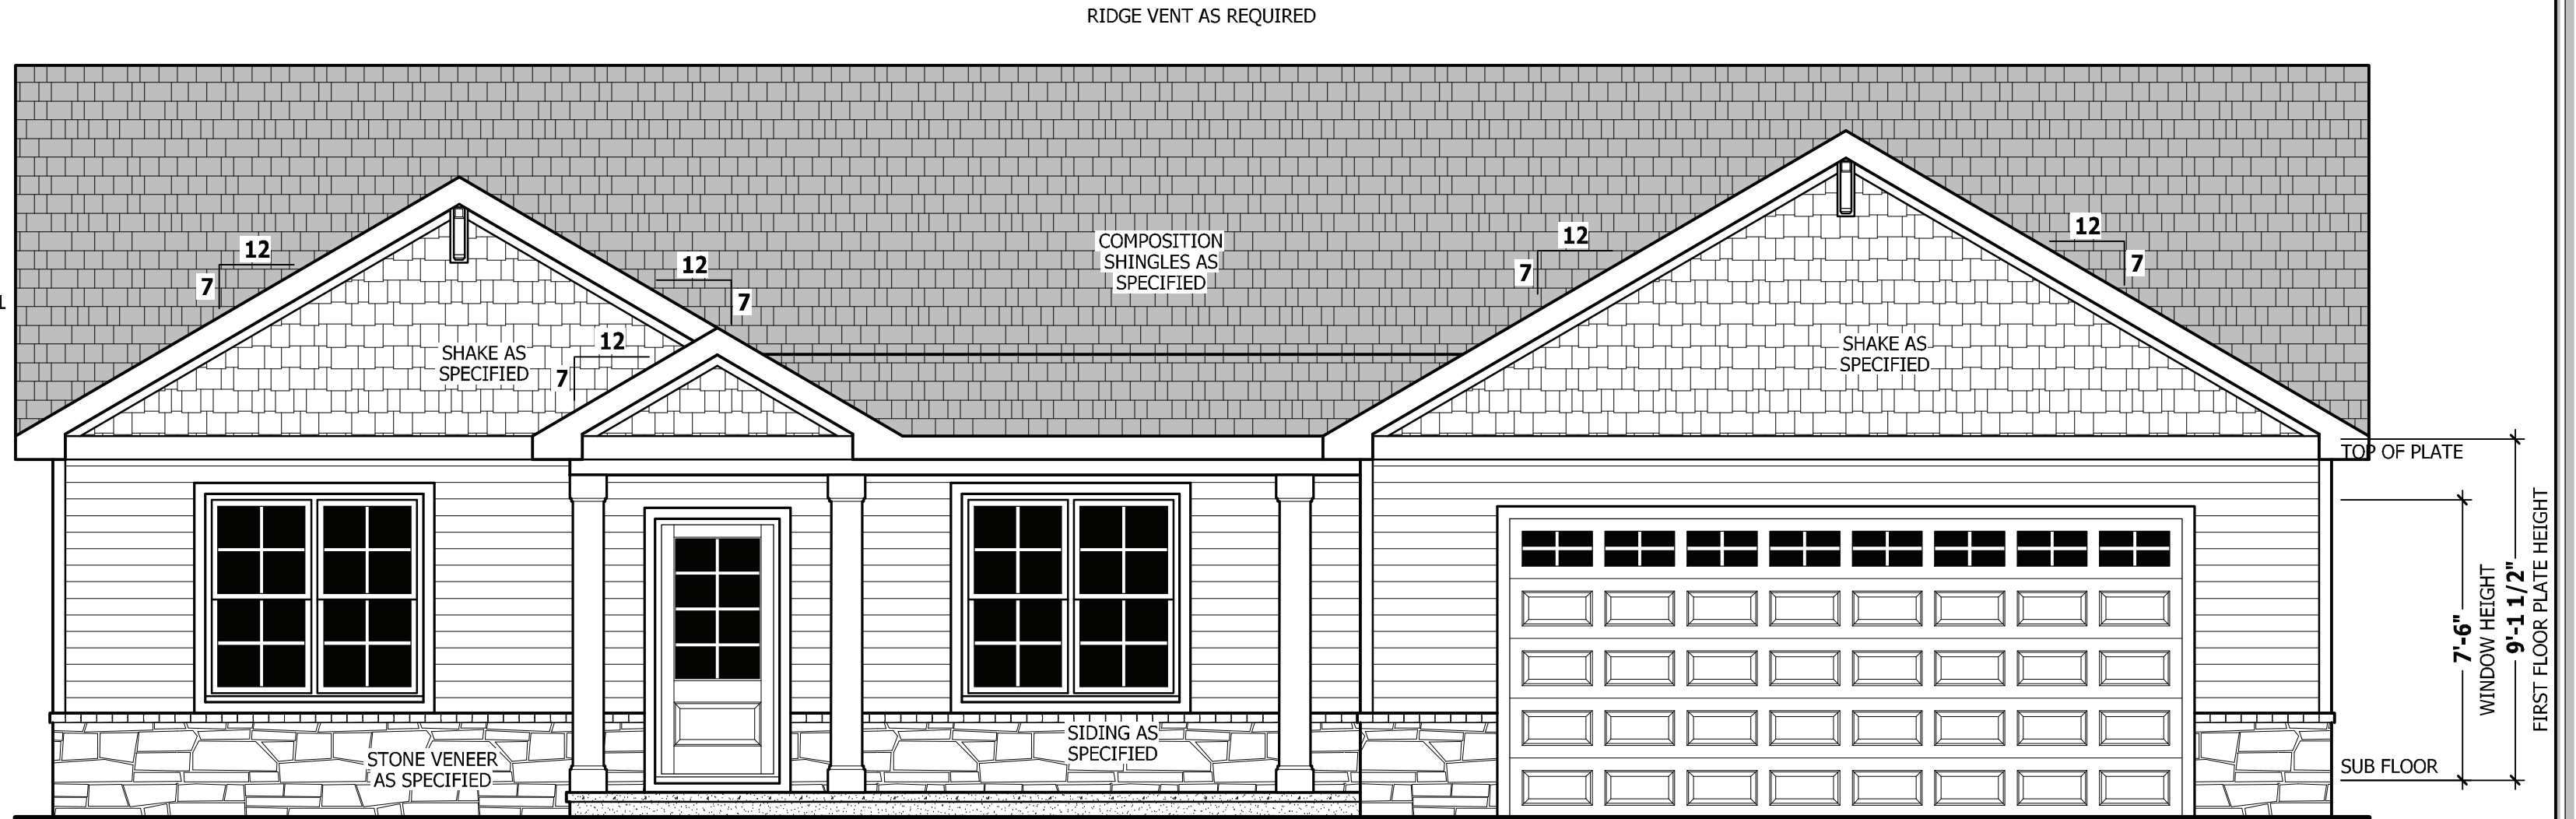 RIDGE VENT AS REQUIRED
12
7
12
7
12
7
12
7
12
7
COMPOSITION
SHINGLES AS
SPECIFIED
SHAKE AS
SPECIFIED
SHAKE AS
SPECIFIED
TOP OF PLATE
7'-6"
WINDOW HEIGHT
9'-1 1/2"
FIRST FLOOR PLATE HEIGHT
SIDING AS
SPECIFIED
STONE VENEER
AS SPECIFIED
SUB FLOOR